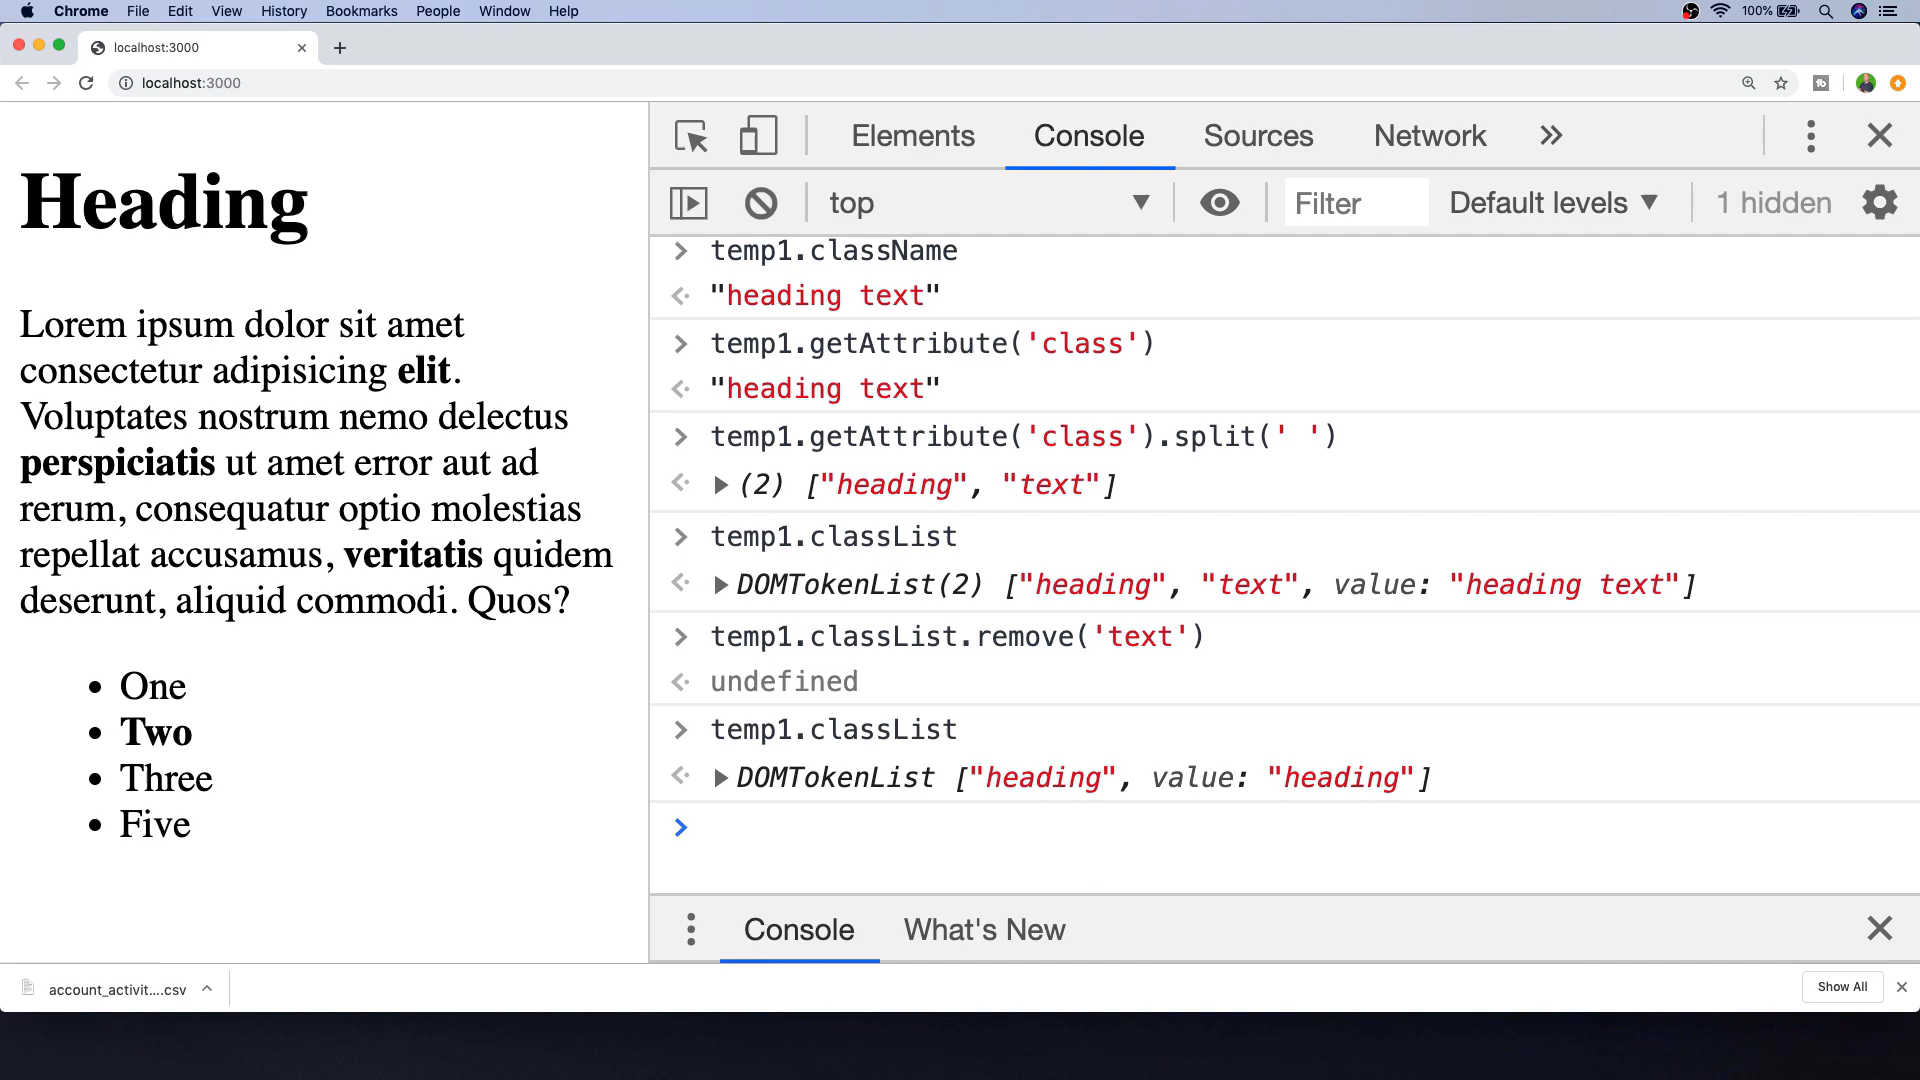 Chrome File Edit View History Bookmarks People Window Help 100%
localhost:3000
localhost:3000
Elements Console Sources Network
top Filter Default levels 1 hidden
Heading
Lorem ipsum dolor sit amet
consectetur adipisicing elit.
Voluptates nostrum nemo delectus
perspiciatis ut amet error aut ad
rerum, consequatur optio molestias
repellat accusamus, veritatis quidem
deserunt, aliquid commodi. Quos?
• One
• Two
• Three
• Five
temp1.className
"heading text"
temp1.getAttribute('class')
"heading text"
temp1.getAttribute('class').split(' ')
(2) ["heading", "text"]
temp1.classList
DOMTokenList(2) ["heading", "text", value: "heading text"]
temp1.classList.remove('text')
undefined
temp1.classList
DOMTokenList ["heading", value: "heading"]
Console What's New
account_activit....csv
Show All